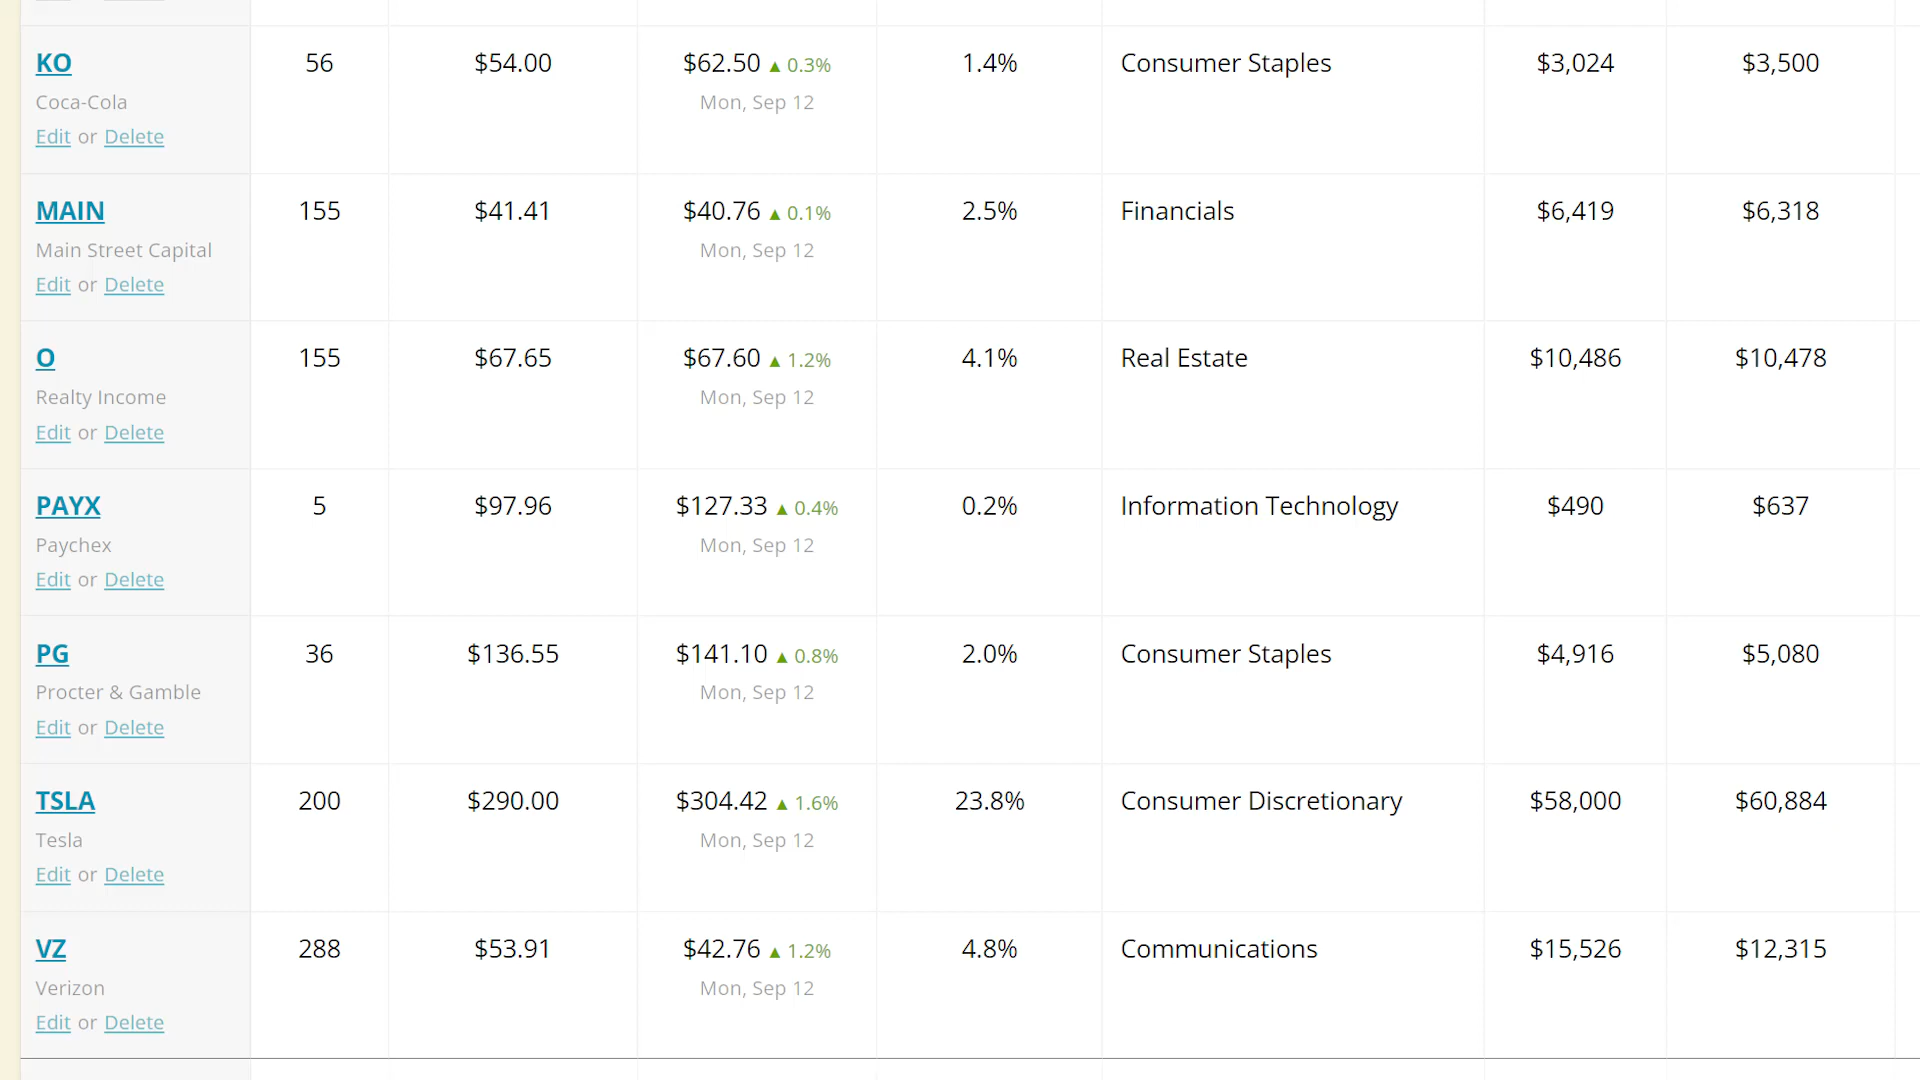 KO 56 $54.00 $62.50 ▲ 0.3% 1.4% Consumer Staples $3,024 $3,500
Coca-Cola Mon, Sep 12
Edit or Delete
MAIN 155 $41.41 $40.76 ▲ 0.1% 2.5% Financials $6,419 $6,318
Main Street Capital Mon, Sep 12
Edit or Delete
O 155 $67.65 $67.60 ▲ 1.2% 4.1% Real Estate $10,486 $10,478
Realty Income Mon, Sep 12
Edit or Delete
PAYX 5 $97.96 $127.33 ▲ 0.4% 0.2% Information Technology $490 $637
Paychex Mon, Sep 12
Edit or Delete
PG 36 $136.55 $141.10 ▲ 0.8% 2.0% Consumer Staples $4,916 $5,080
Procter & Gamble Mon, Sep 12
Edit or Delete
TSLA 200 $290.00 $304.42 ▲ 1.6% 23.8% Consumer Discretionary $58,000 $60,884
Tesla Mon, Sep 12
Edit or Delete
VZ 288 $53.91 $42.76 ▲ 1.2% 4.8% Communications $15,526 $12,315
Verizon Mon, Sep 12
Edit or Delete